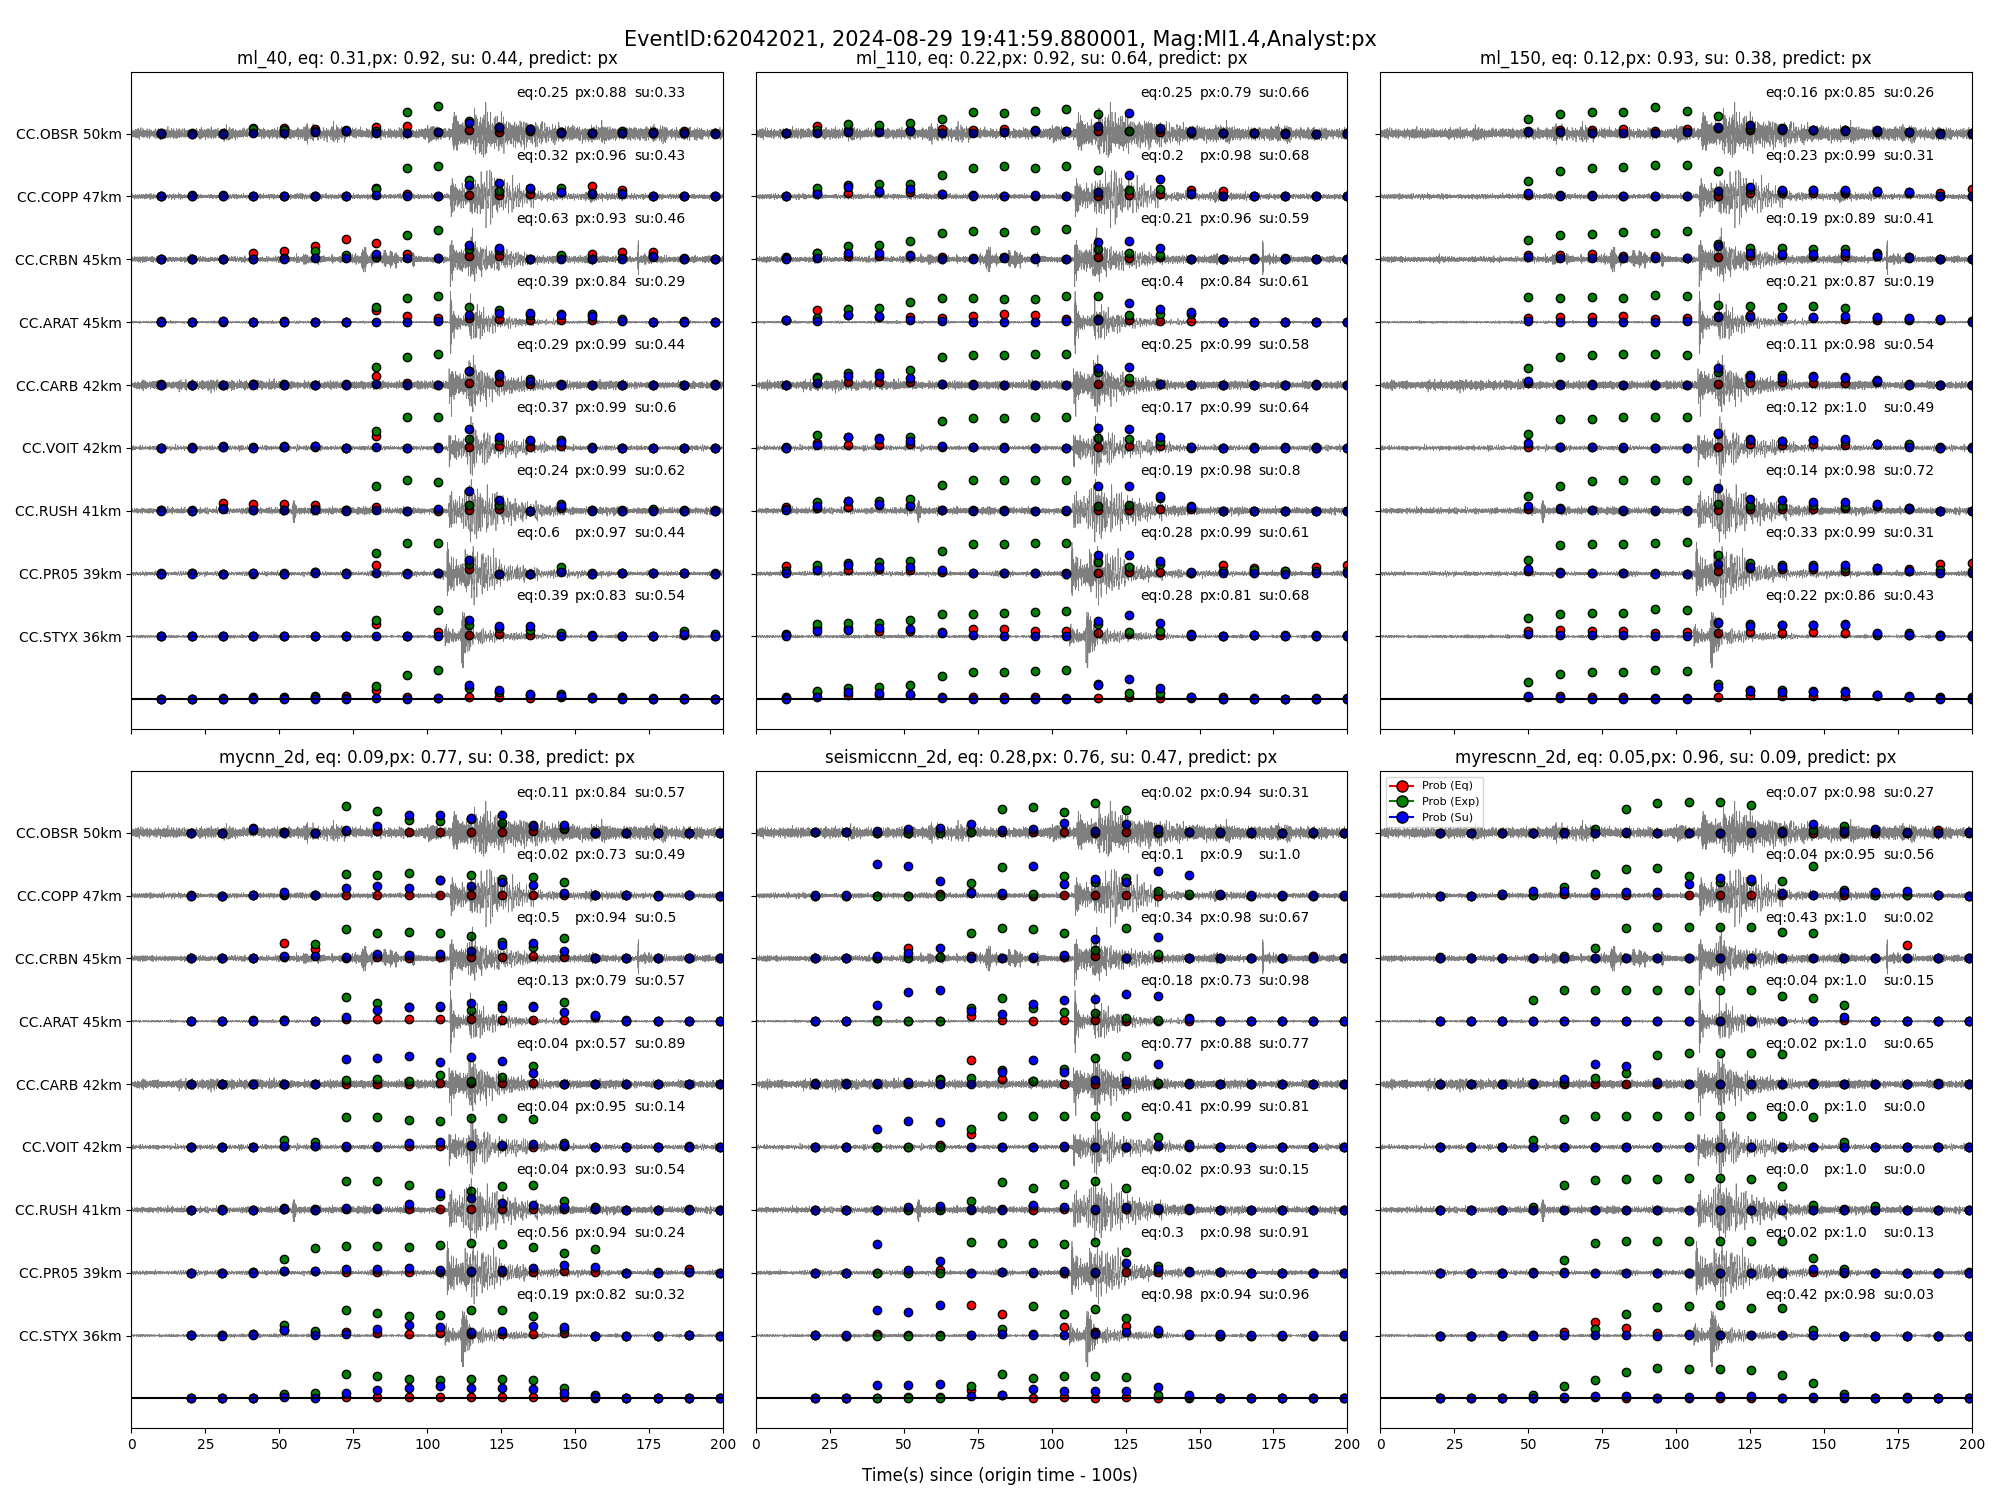 EventID:62042021, 2024-08-29 19:41:59.880001, Mag:Ml1.4,Analyst:px
ml_40, eq: 0.31,px: 0.92, su: 0.44, predict: px
CC.OBSR 50km
eq:0.25 px:0.88 su:0.33
CC.COPP 47km
eq:0.32 px:0.96 su:0.43
CC.CRBN 45km
eq:0.63 px:0.93 su:0.46
CC.ARAT 45km
eq:0.39 px:0.84 su:0.29
CC.CARB 42km
eq:0.29 px:0.99 su:0.44
CC.VOIT 42km
eq:0.37 px:0.99 su:0.6
CC.RUSH 41km
eq:0.24 px:0.99 su:0.62
CC.PR05 39km
eq:0.6 px:0.97 su:0.44
CC.STYX 36km
eq:0.39 px:0.83 su:0.54
ml_110, eq: 0.22,px: 0.92, su: 0.64, predict: px
eq:0.25 px:0.79 su:0.66
eq:0.2 px:0.98 su:0.68
eq:0.21 px:0.96 su:0.59
eq:0.4 px:0.84 su:0.61
eq:0.25 px:0.99 su:0.58
eq:0.17 px:0.99 su:0.64
eq:0.19 px:0.98 su:0.8
eq:0.28 px:0.99 su:0.61
eq:0.28 px:0.81 su:0.68
ml_150, eq: 0.12,px: 0.93, su: 0.38, predict: px
eq:0.16 px:0.85 su:0.26
eq:0.23 px:0.99 su:0.31
eq:0.19 px:0.89 su:0.41
eq:0.21 px:0.87 su:0.19
eq:0.11 px:0.98 su:0.54
eq:0.12 px:1.0 su:0.49
eq:0.14 px:0.98 su:0.72
eq:0.33 px:0.99 su:0.31
eq:0.22 px:0.86 su:0.43
mycnn_2d, eq: 0.09,px: 0.77, su: 0.38, predict: px
CC.OBSR 50km
eq:0.11 px:0.84 su:0.57
CC.COPP 47km
eq:0.02 px:0.73 su:0.49
CC.CRBN 45km
eq:0.5 px:0.94 su:0.5
CC.ARAT 45km
eq:0.13 px:0.79 su:0.57
CC.CARB 42km
eq:0.04 px:0.57 su:0.89
CC.VOIT 42km
eq:0.04 px:0.95 su:0.14
CC.RUSH 41km
eq:0.04 px:0.93 su:0.54
CC.PR05 39km
eq:0.56 px:0.94 su:0.24
CC.STYX 36km
eq:0.19 px:0.82 su:0.32
0 25 50 75 100 125 150 175 200
seismiccnn_2d, eq: 0.28,px: 0.76, su: 0.47, predict: px
eq:0.02 px:0.94 su:0.31
eq:0.1 px:0.9 su:1.0
eq:0.34 px:0.98 su:0.67
eq:0.18 px:0.73 su:0.98
eq:0.77 px:0.88 su:0.77
eq:0.41 px:0.99 su:0.81
eq:0.02 px:0.93 su:0.15
eq:0.3 px:0.98 su:0.91
eq:0.98 px:0.94 su:0.96
0 25 50 75 100 125 150 175 200
myrescnn_2d, eq: 0.05,px: 0.96, su: 0.09, predict: px
Prob (Eq)
Prob (Exp)
Prob (Su)
eq:0.07 px:0.98 su:0.27
eq:0.04 px:0.95 su:0.56
eq:0.43 px:1.0 su:0.02
eq:0.04 px:1.0 su:0.15
eq:0.02 px:1.0 su:0.65
eq:0.0 px:1.0 su:0.0
eq:0.0 px:1.0 su:0.0
eq:0.02 px:1.0 su:0.13
eq:0.42 px:0.98 su:0.03
0 25 50 75 100 125 150 175 200
Time(s) since (origin time - 100s)